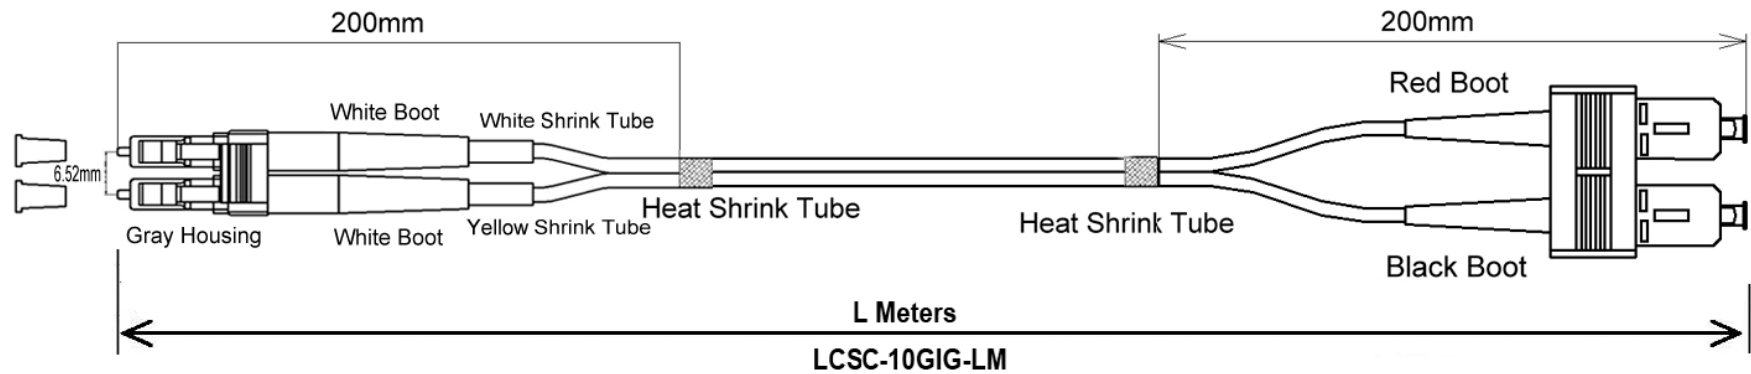 200mm
200mm
Red Boot
White Boot
White Shrink Tube
6.52mm
Heat Shrink Tube
Heat Shrink Tube
Yellow Shrink Tube
White Boot
Gray Housing
Black Boot
L Meters
LCSC-10GIG-LM